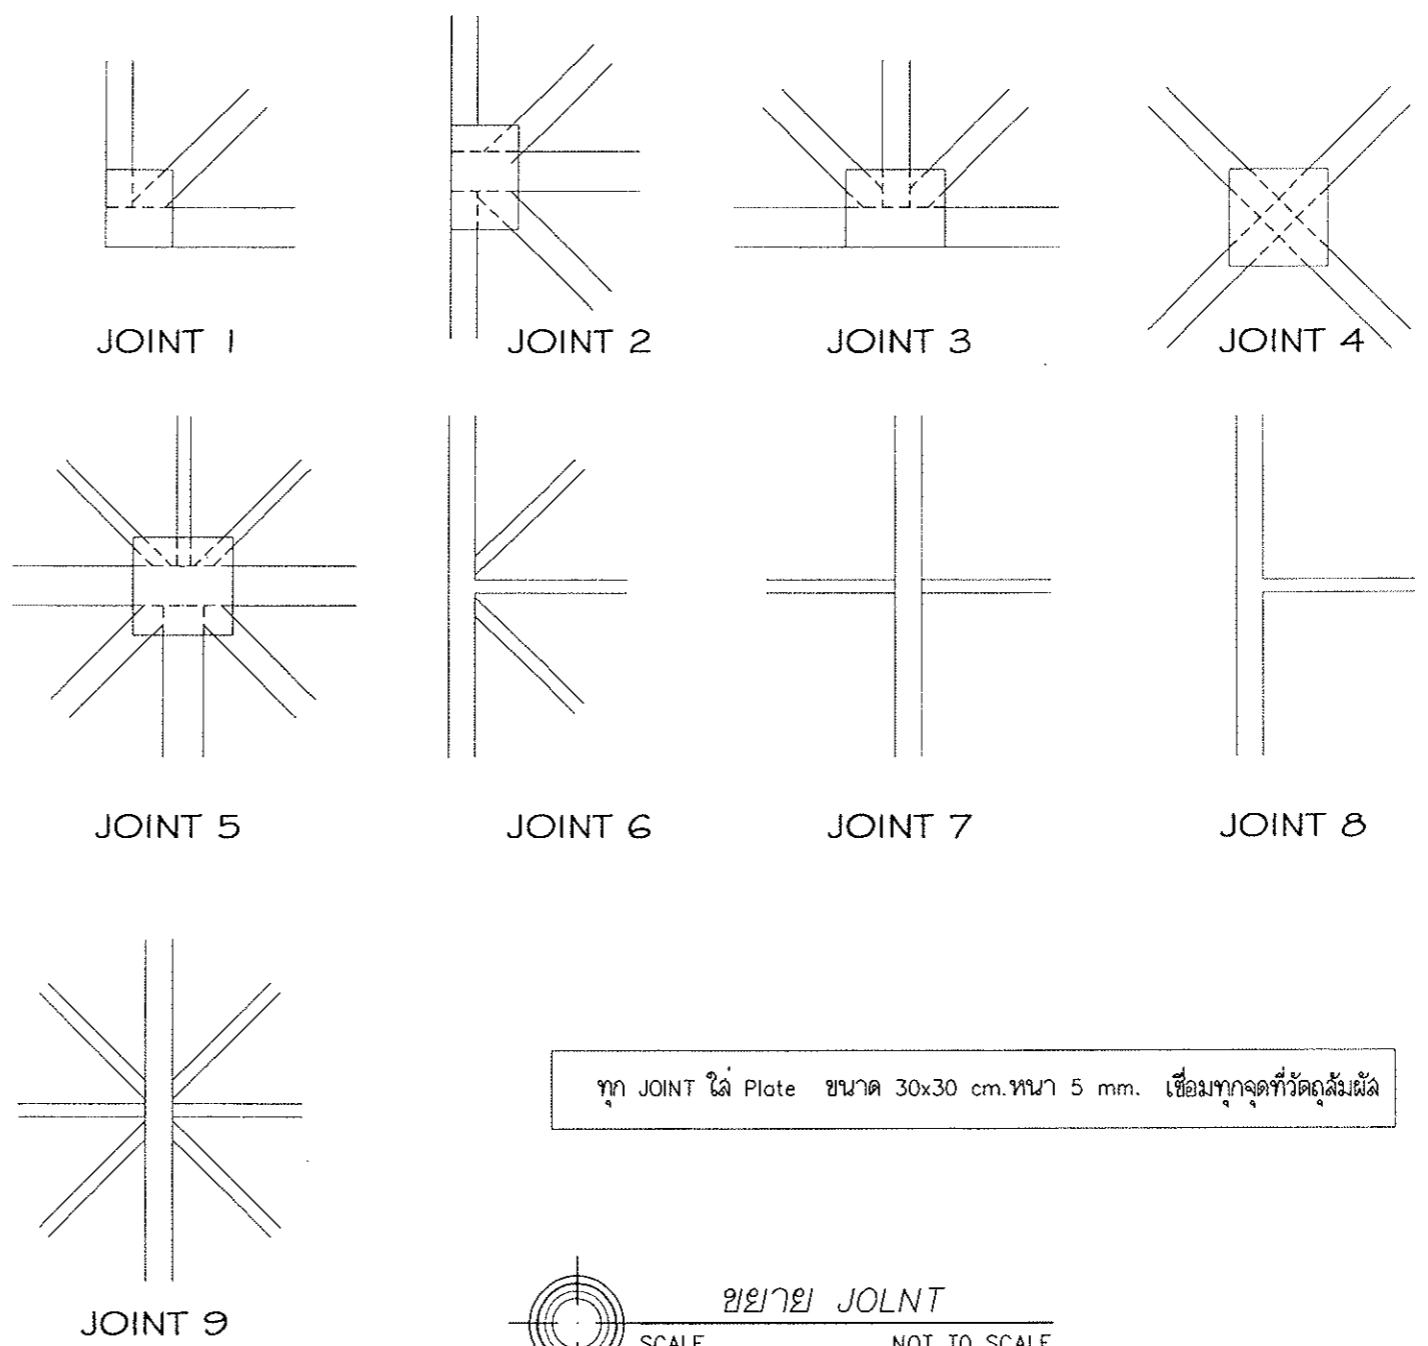 JOINT 1
JOINT 2
JOINT 3
JOINT 4
JOINT 5
JOINT 6
JOINT 7
JOINT 8
JOINT 9
ทุก JOINT ใส่ Plate ขนาด 30x30 cm.หนา 5 mm. เชื่อมทุกจุดที่วัตถุสัมผัส
ขยาย JOLNT
SCALE NOT TO SCALE